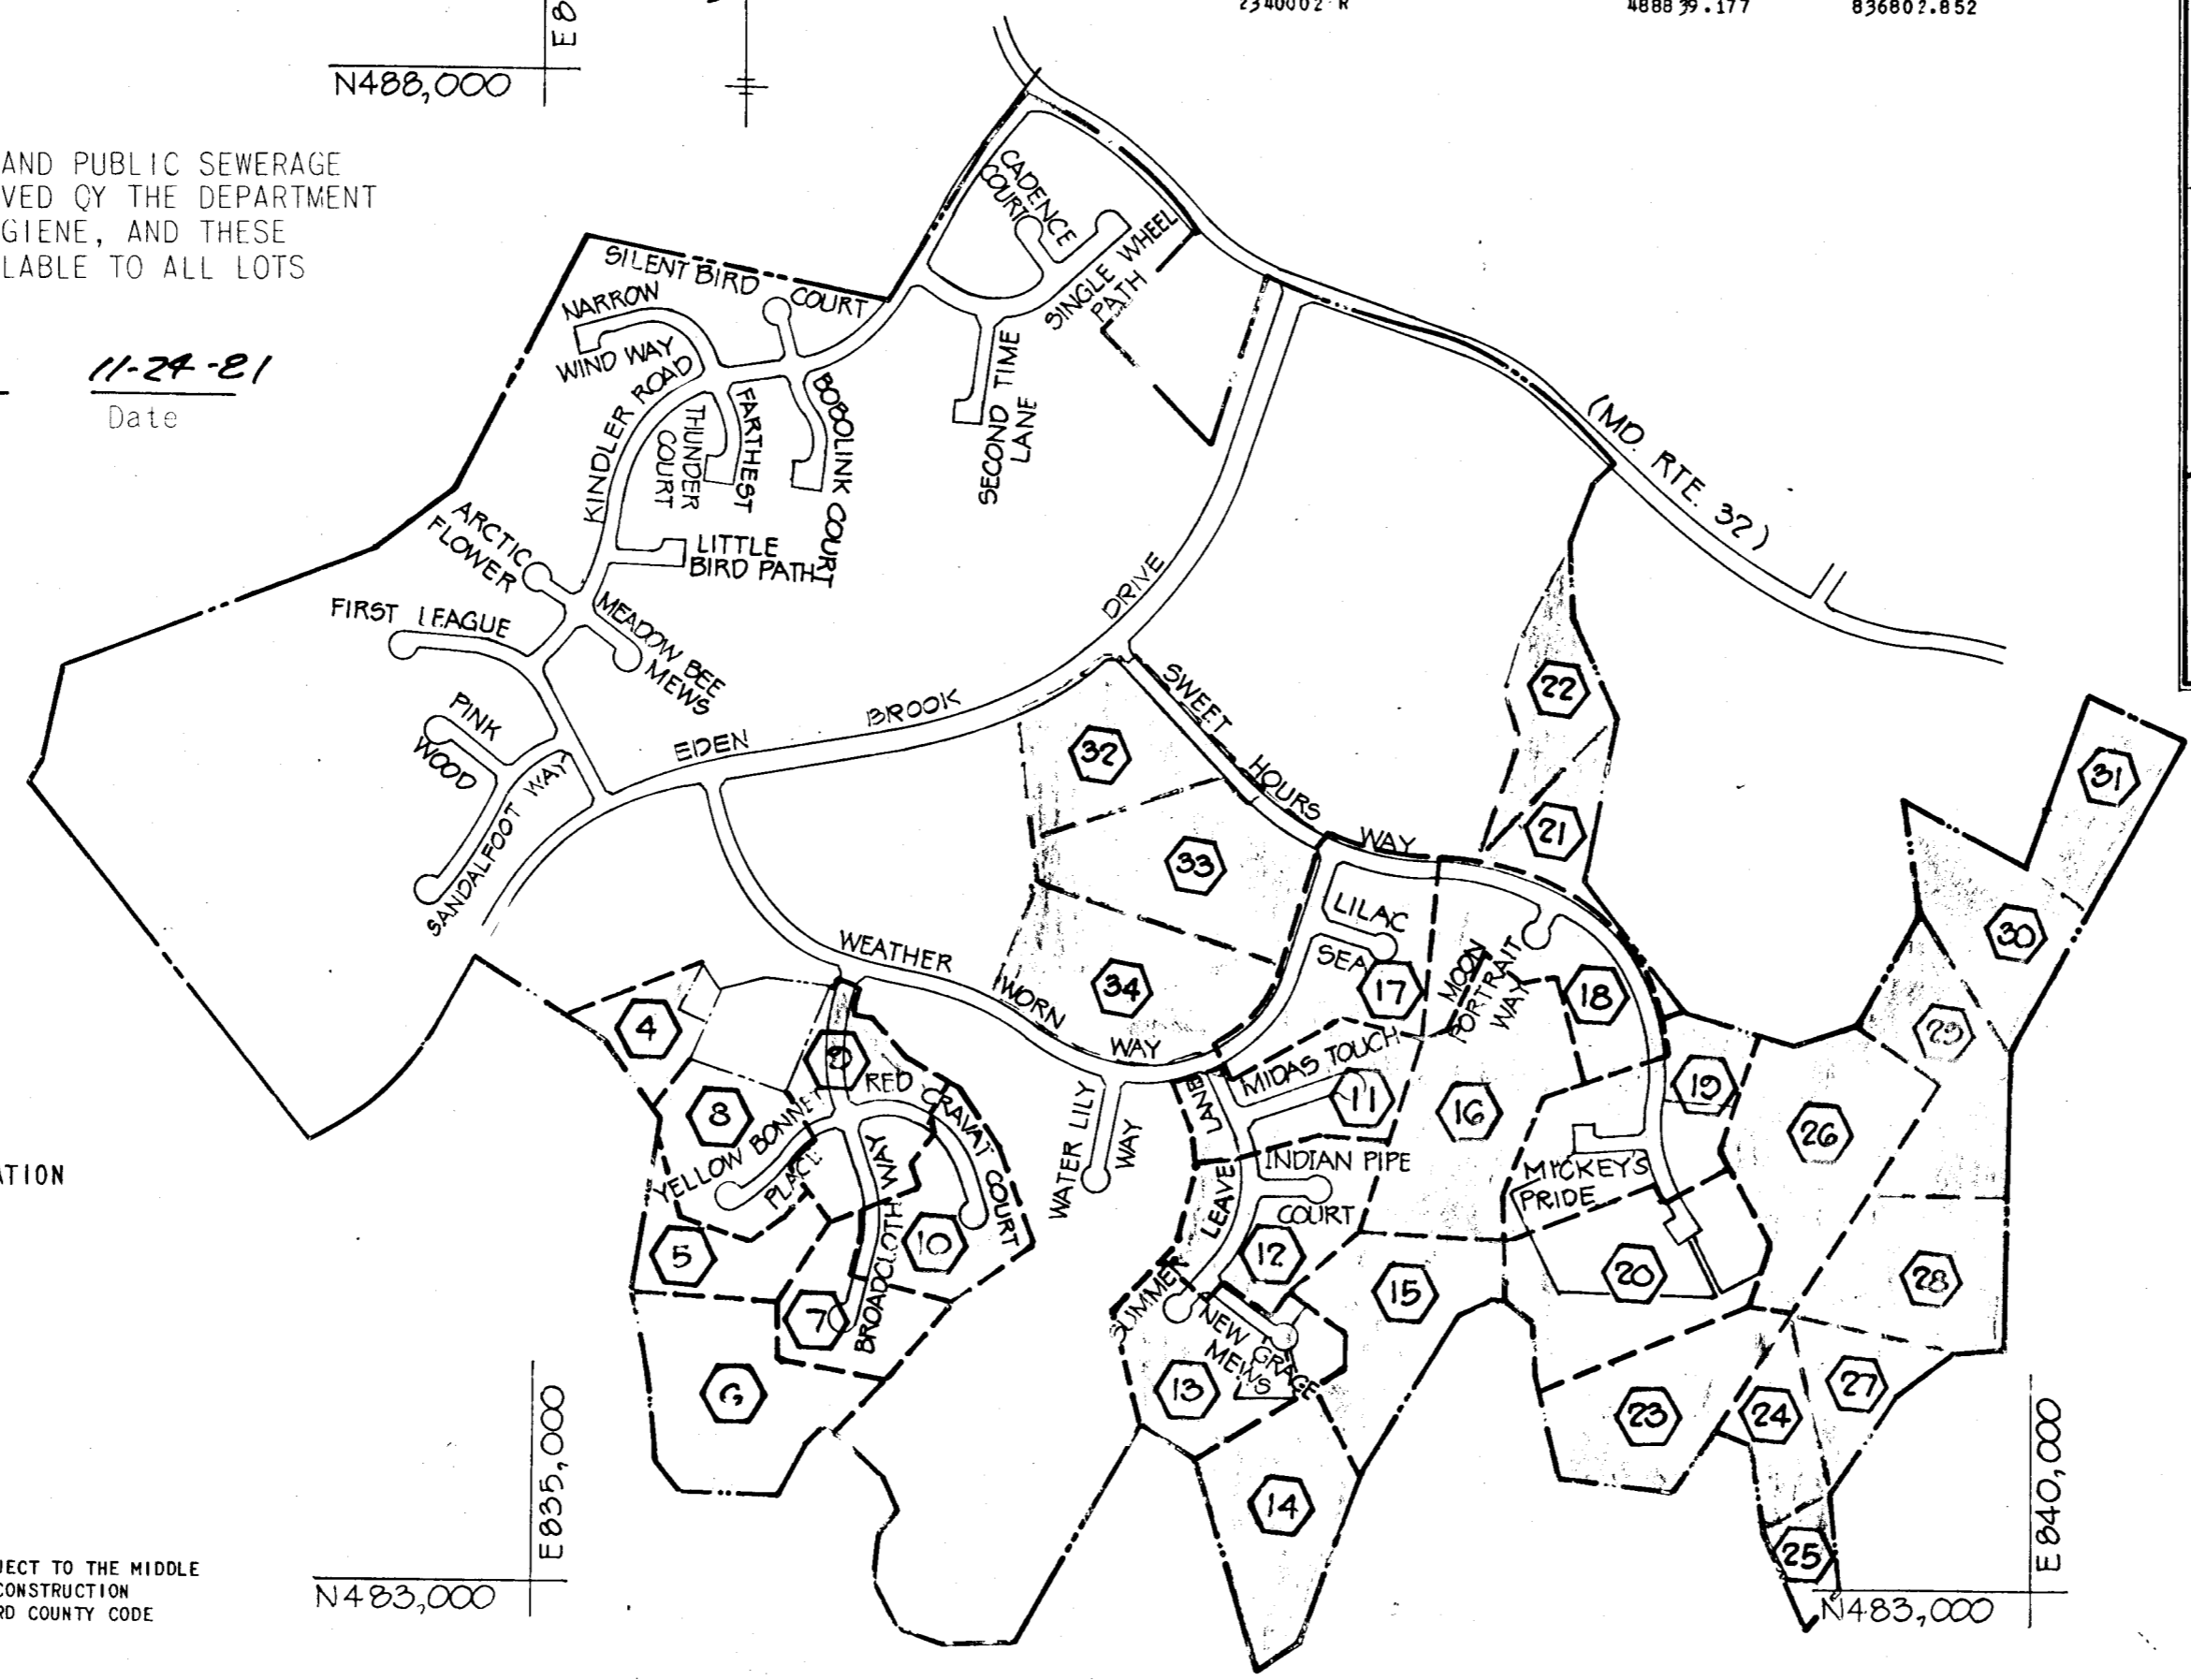 2340002 R 488839.177 836802.852
E8
N488,000
AND PUBLIC SEWERAGE
VED QY THE DEPARTMENT
GIENE, AND THESE
LABLE TO ALL LOTS
11-24-81
Date
CADENCE
COURT
SINGLE WHEEL
PATH
SILENT BIRD COURT
NARROW
WIND WAY
KINDLER ROAD
THUNDER
COURT
FARTHEST
BOBOLINK COURT
SECOND TIME
LANE
(MD. RTE. 32)
LITTLE
BIRD PATH
ARCTIC
FLOWER
FIRST LEAGUE
MEADOW BEE
MEWS
PINK
WOOD
SANDALFOOT WAY
EDEN BROOK DRIVE
SWEET HOURS WAY
22
21
31
32
33
34
30
29
LILAC
SEA
17
MOON
PORTRAIT
WAY
18
WEATHER WORN WAY
4
9
8
RED CRAVAT COURT
YELLOW BONNET
PLACE
BROADCLOTH WAY
MIDAS TOUCH
11
16
19
26
WATER LILY
WAY
SUMMER LEAVE LANE
INDIAN PIPE
COURT
MICKEY'S
PRIDE
ATION
5
10
12
15
20
28
7
6
NEW GRACE
MEWS
13
23
24
27
14
25
E835,000
N483,000
E 840,000
N483,000
JECT TO THE MIDDLE
CONSTRUCTION
RD COUNTY CODE